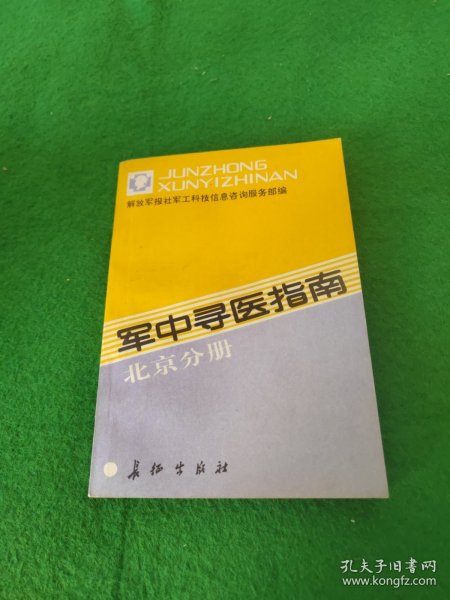 JUNZHONG
XUNYIZHINAN
解放军报社军工科技信息咨询服务部编
军中寻医指南
北京分册
长征出版社
孔夫子旧书网
www.kongfz.com